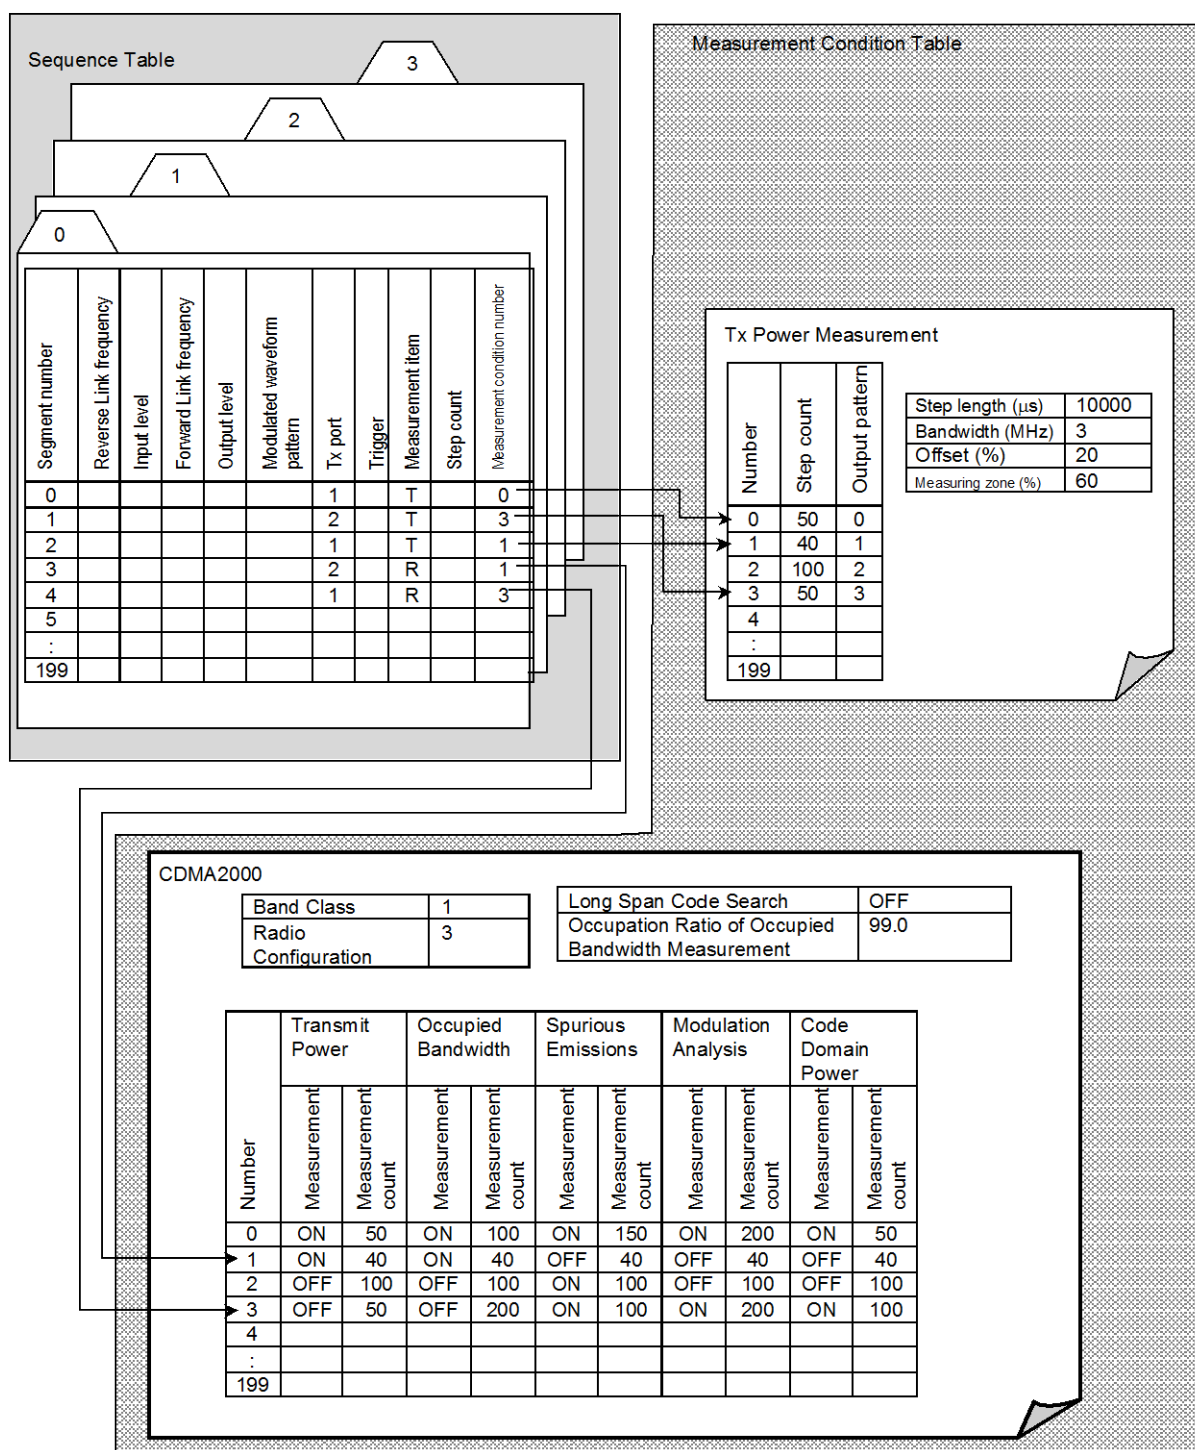 Sequence Table
3
2
1
0
Segment number
Reverse Link frequency
Input level
Forward Link frequency
Output level
Modulated waveform
pattern
Tx port
Trigger
Measurement item
Step count
Measurement condition number
0 1 T 0
1 2 T 3
2 1 T 1
3 2 R 1
4 1 R 3
5
:
199
Measurement Condition Table
Tx Power Measurement
Number
Step count
Output pattern
0 50 0
1 40 1
2 100 2
3 50 3
4
:
199
Step length (μs) 10000
Bandwidth (MHz) 3
Offset (%) 20
Measuring zone (%) 60
CDMA2000
Band Class 1
Radio 3
Configuration
Long Span Code Search OFF
Occupation Ratio of Occupied 99.0
Bandwidth Measurement
Number
Transmit
Power
Occupied
Bandwidth
Spurious
Emissions
Modulation
Analysis
Code
Domain
Power
Measurement
Measurement
count
Measurement
Measurement
count
Measurement
Measurement
count
Measurement
Measurement
count
Measurement
Measurement
count
0 ON 50 ON 100 ON 150 ON 200 ON 50
1 ON 40 ON 40 OFF 40 OFF 40 OFF 40
2 OFF 100 OFF 100 ON 100 OFF 100 OFF 100
3 OFF 50 OFF 200 ON 100 ON 200 ON 100
4
:
199